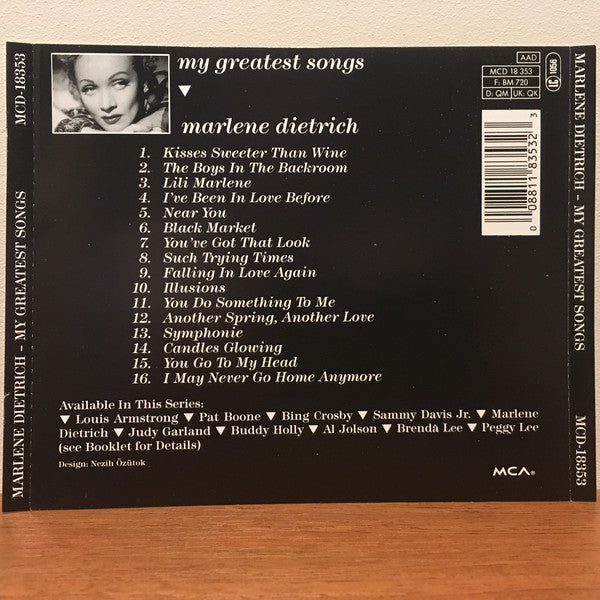 MARLENE DIETRICH – MY GREATEST SONGS
MCD-18353
my greatest songs
▼
marlene dietrich
AAD
MCD 18 353
F: BM 720
D: QM UK: QK
LC 1056
0 08811 83532 3
1. Kisses Sweeter Than Wine
2. The Boys In The Backroom
3. Lili Marlene
4. I've Been In Love Before
5. Near You
6. Black Market
7. You've Got That Look
8. Such Trying Times
9. Falling In Love Again
10. Illusions
11. You Do Something To Me
12. Another Spring, Another Love
13. Symphonie
14. Candles Glowing
15. You Go To My Head
16. I May Never Go Home Anymore
Available In This Series:
▼ Louis Armstrong ▼ Pat Boone ▼ Bing Crosby ▼ Sammy Davis Jr. ▼ Marlene
Dietrich ▼ Judy Garland ▼ Buddy Holly ▼ Al Jolson ▼ Brenda Lee ▼ Peggy Lee
(see Booklet for Details)
Design: Nezih Özütok
MCA®
MARLENE DIETRICH – MY GREATEST SONGS
MCD-18353